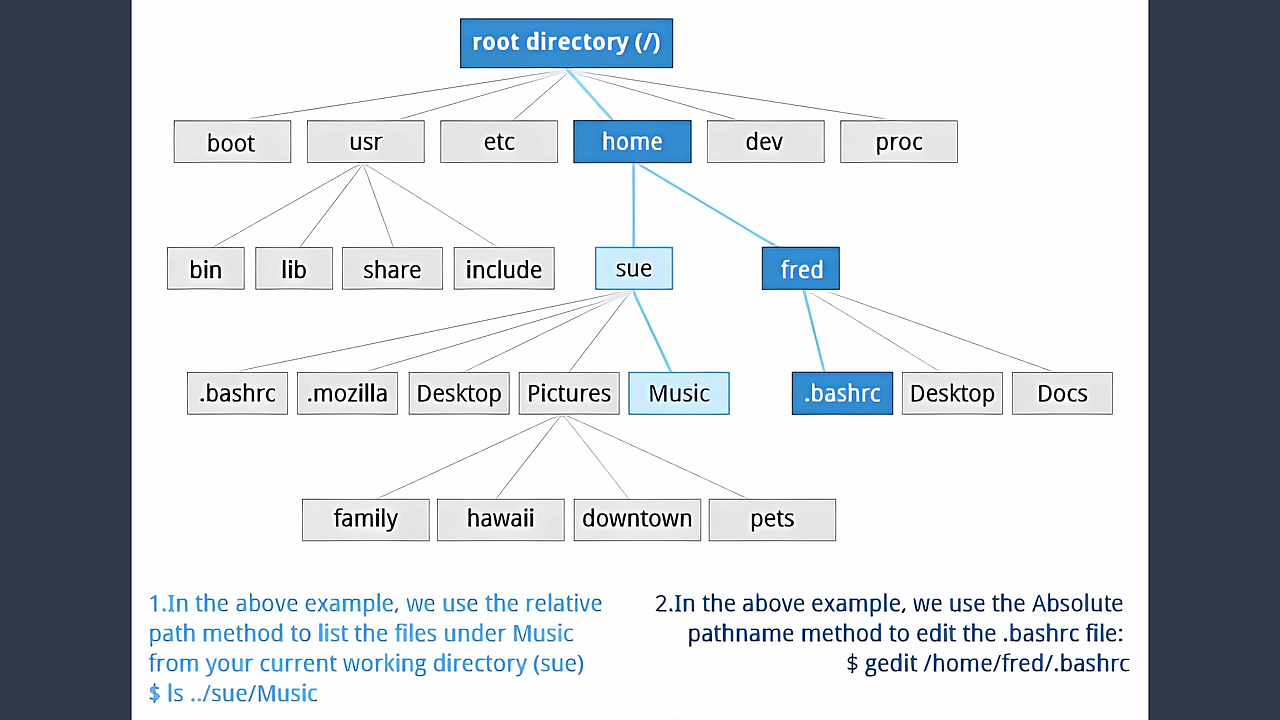 root directory (/)
boot
usr
etc
home
dev
proc
bin
lib
share
include
sue
fred
.bashrc
.mozilla
Desktop
Pictures
Music
.bashrc
Desktop
Docs
family
hawaii
downtown
pets
1.In the above example, we use the relative
path method to list the files under Music
from your current working directory (sue)
$ ls ../sue/Music
2.In the above example, we use the Absolute
pathname method to edit the .bashrc file:
$ gedit /home/fred/.bashrc